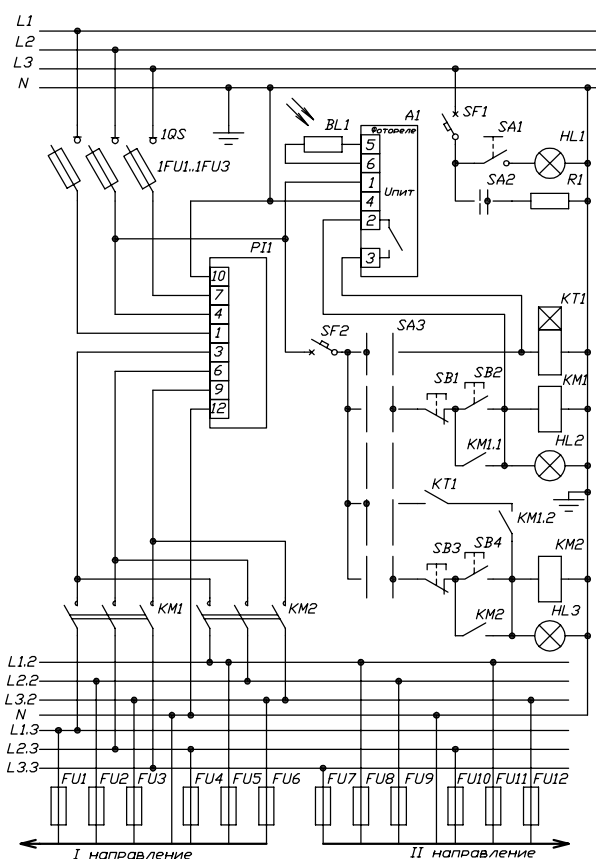 L1
L2
L3
N
1QS
1FU1..1FU3
BL1
A1
Фотореле
5
6
1
4
2
3
Uпит
SF1
SA1
HL1
SA2
R1
PI1
10
7
4
1
3
6
9
12
SF2
SA3
KT1
SB1
SB2
KM1
KM1.1
HL2
KT1
KM1.2
SB3
SB4
KM2
KM2
HL3
KM1
KM2
L1.2
L2.2
L3.2
N
L1.3
L2.3
L3.3
FU1
FU2
FU3
FU4
FU5
FU6
FU7
FU8
FU9
FU10
FU11
FU12
I направление
II направление